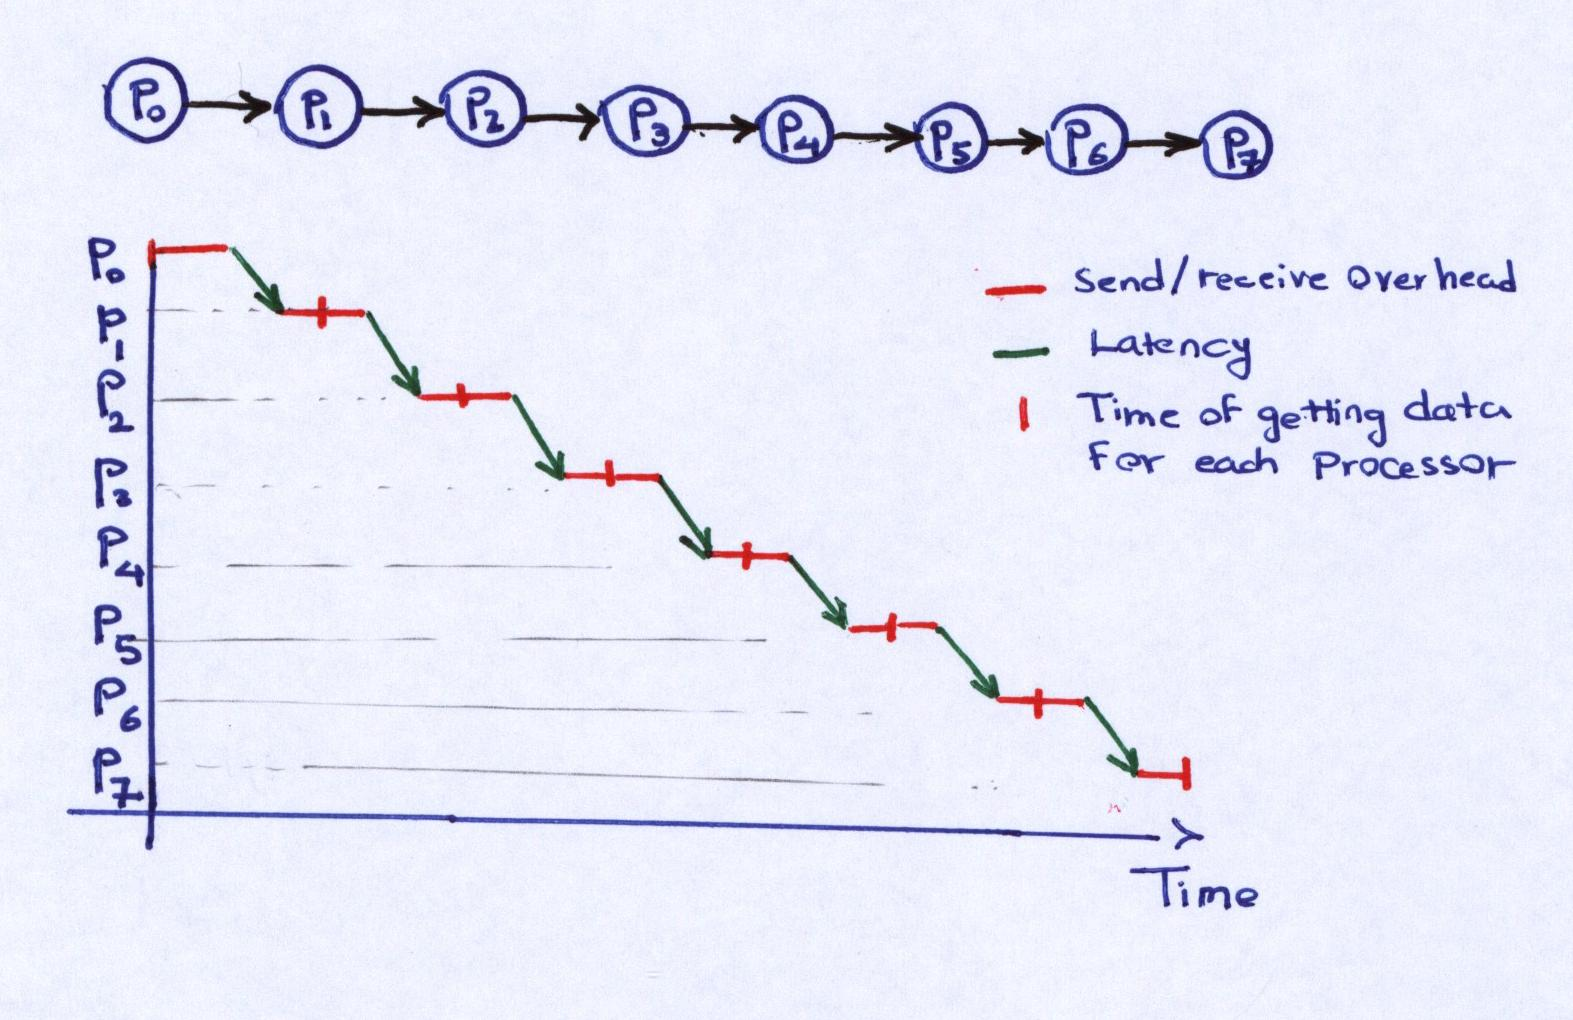 P0 P1 P2 P3 P4 P5 P6 P7
P0
P1
P2
P3
P4
P5
P6
P7
Send/receive overhead
Latency
Time of getting data
For each Processor
Time